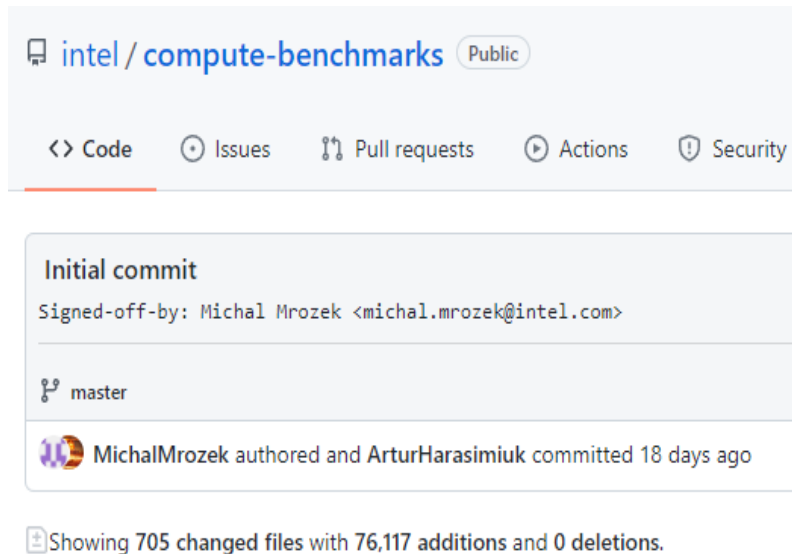 intel / compute-benchmarks Public
Code Issues Pull requests Actions Security
Initial commit
Signed-off-by: Michal Mrozek <michal.mrozek@intel.com>
master
MichalMrozek authored and ArturHarasimiuk committed 18 days ago
Showing 705 changed files with 76,117 additions and 0 deletions.